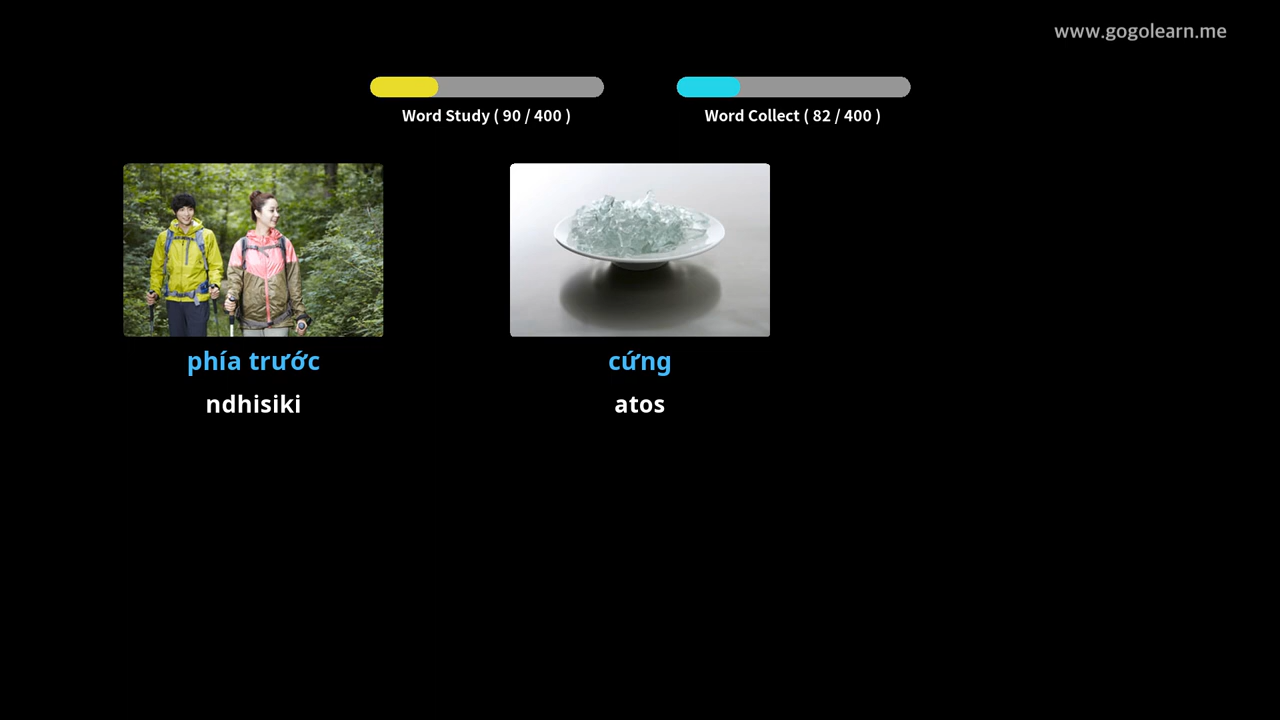 www.gogolearn.me
Word Study ( 90 / 400 )
Word Collect ( 82 / 400 )
phía trước
ndhisiki
cứng
atos